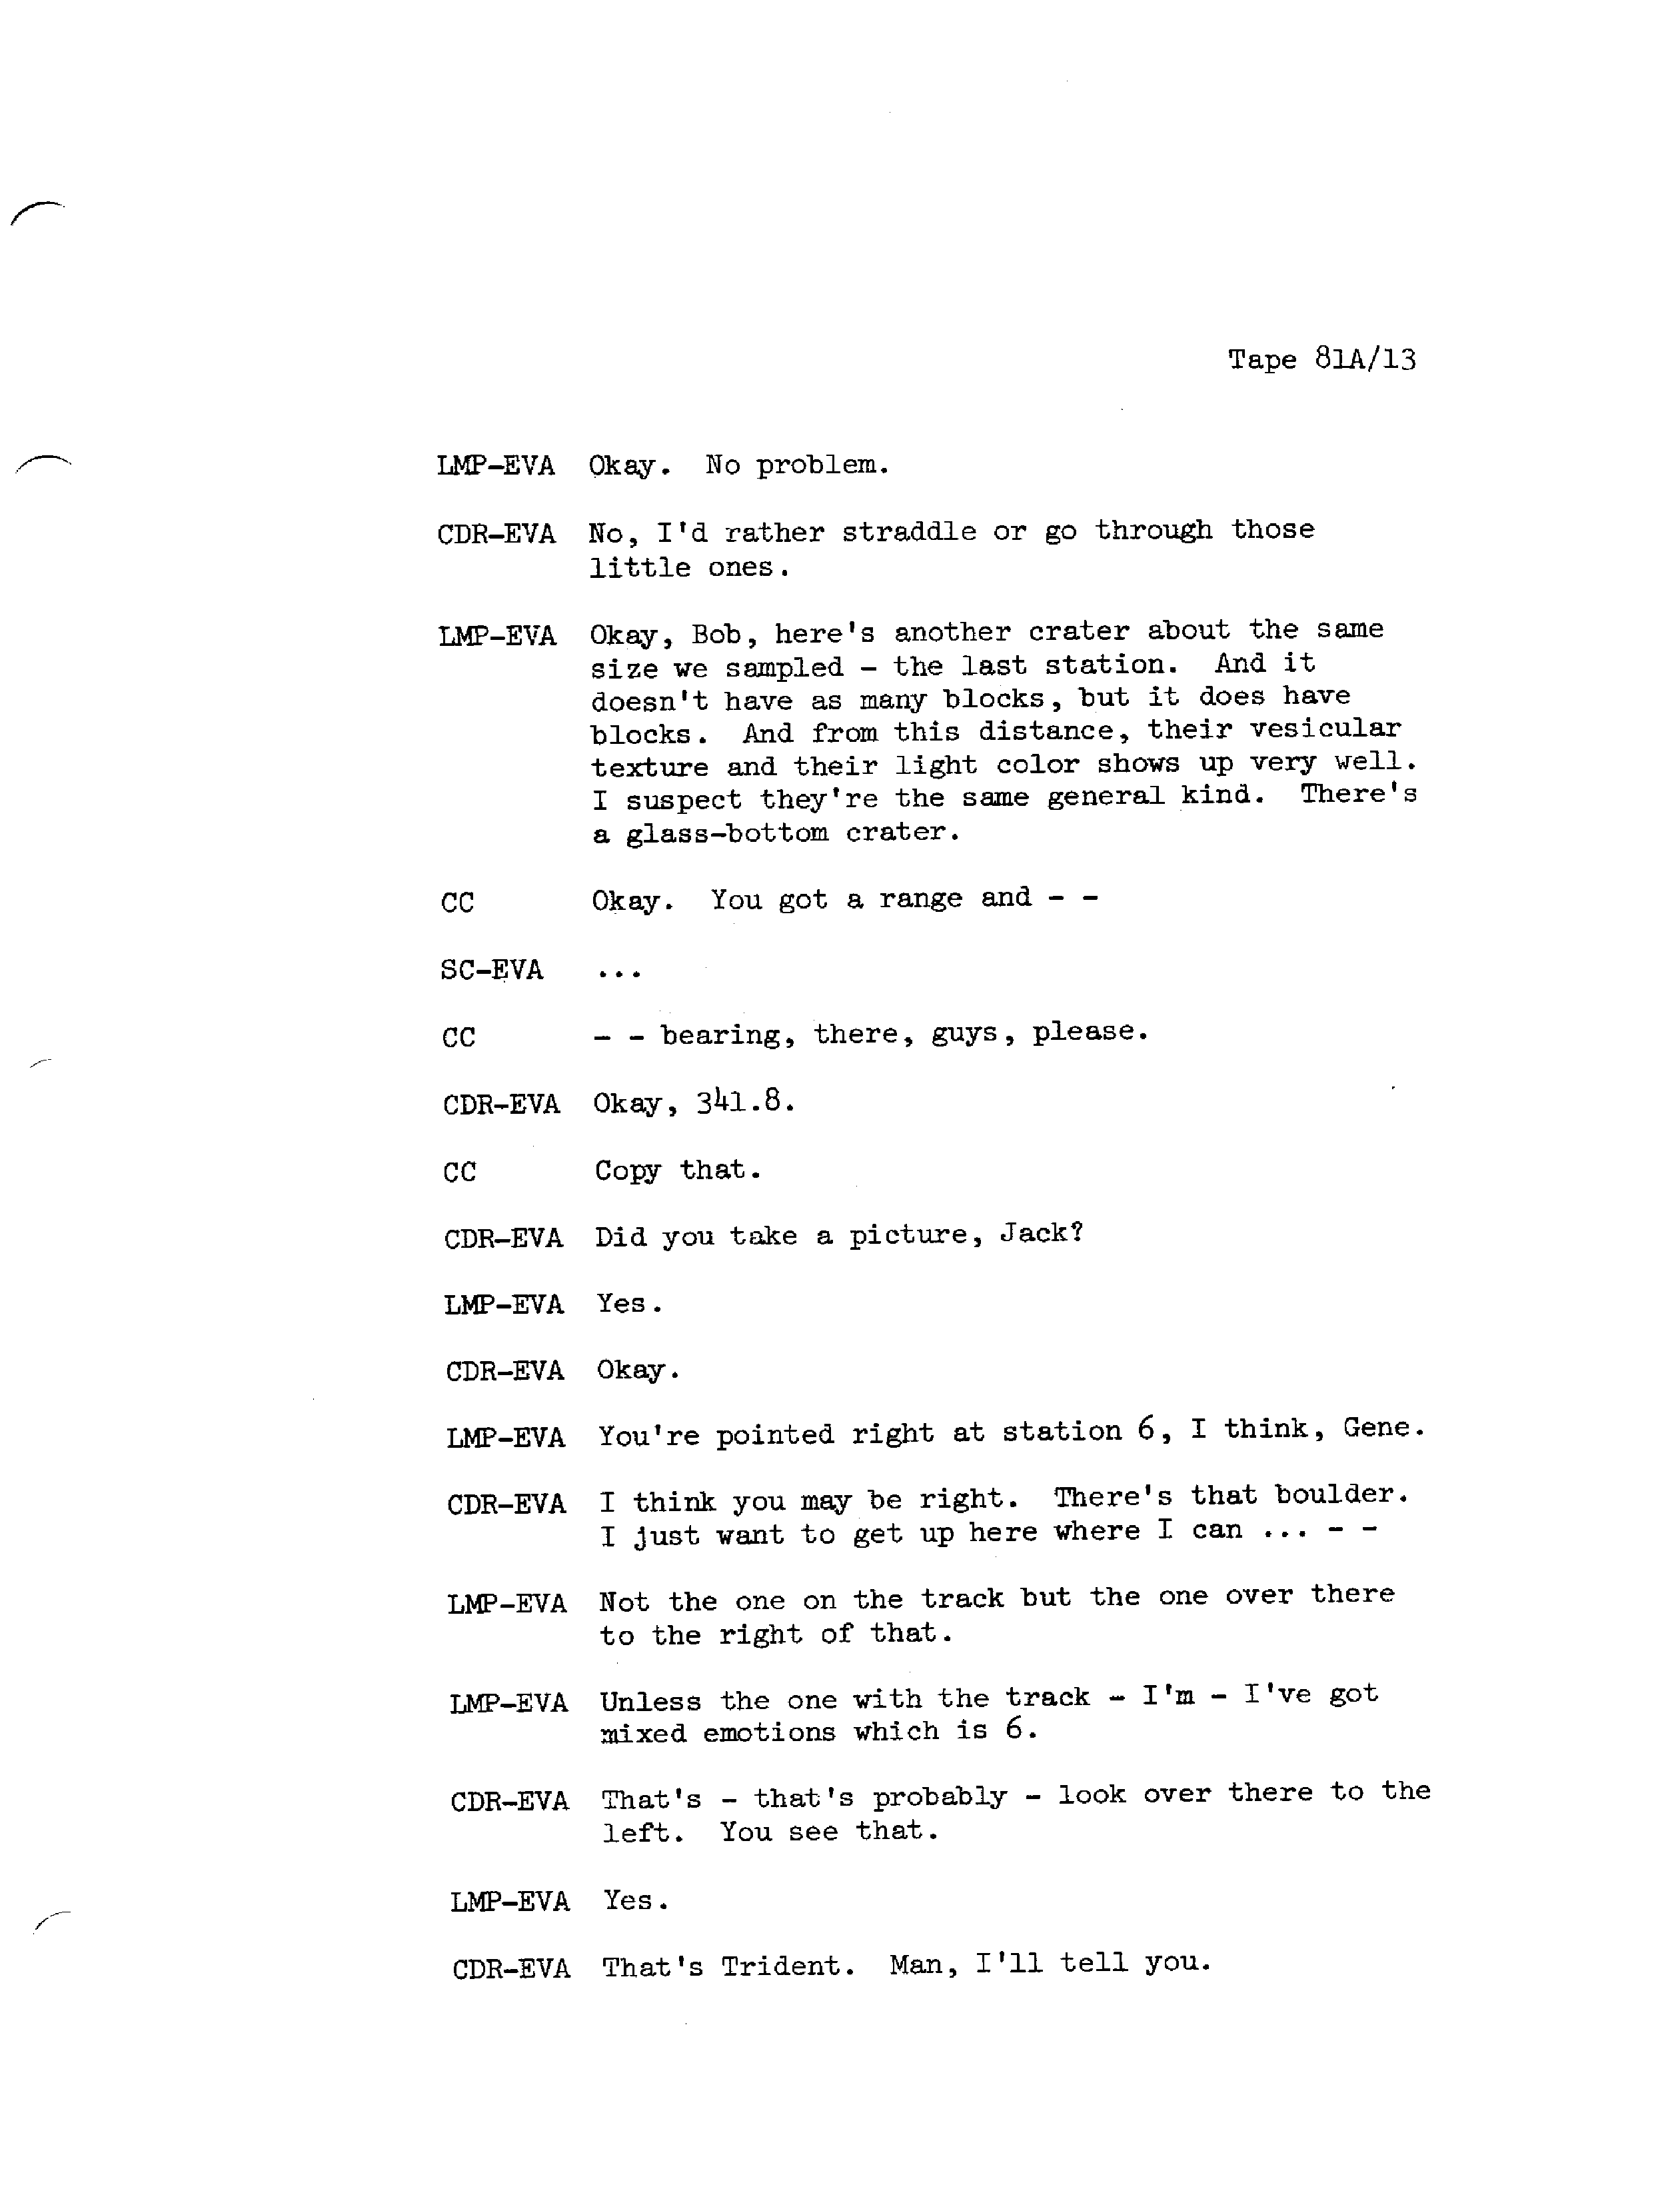 Tape 81A/13
LMP-EVA Okay. No problem.
CDR-EVA No, I'd rather straddle or go through those
little ones.
LMP-EVA Okay, Bob, here's another crater about the same
size we sampled - the last station. And it
doesn't have as many blocks, but it does have
blocks. And from this distance, their vesicular
texture and their light color shows up very well.
I suspect they're the same general kind. There's
a glass-bottom crater.
CC Okay. You got a range and - -
SC-EVA ...
CC - - bearing, there, guys, please.
CDR-EVA Okay, 341.8.
CC Copy that.
CDR-EVA Did you take a picture, Jack?
LMP-EVA Yes.
CDR-EVA Okay.
LMP-EVA You're pointed right at station 6, I think, Gene.
CDR-EVA I think you may be right. There's that boulder.
I just want to get up here where I can ... - -
LMP-EVA Not the one on the track but the one over there
to the right of that.
LMP-EVA Unless the one with the track - I'm - I've got
mixed emotions which is 6.
CDR-EVA That's - that's probably - look over there to the
left. You see that.
LMP-EVA Yes.
CDR-EVA That's Trident. Man, I'll tell you.